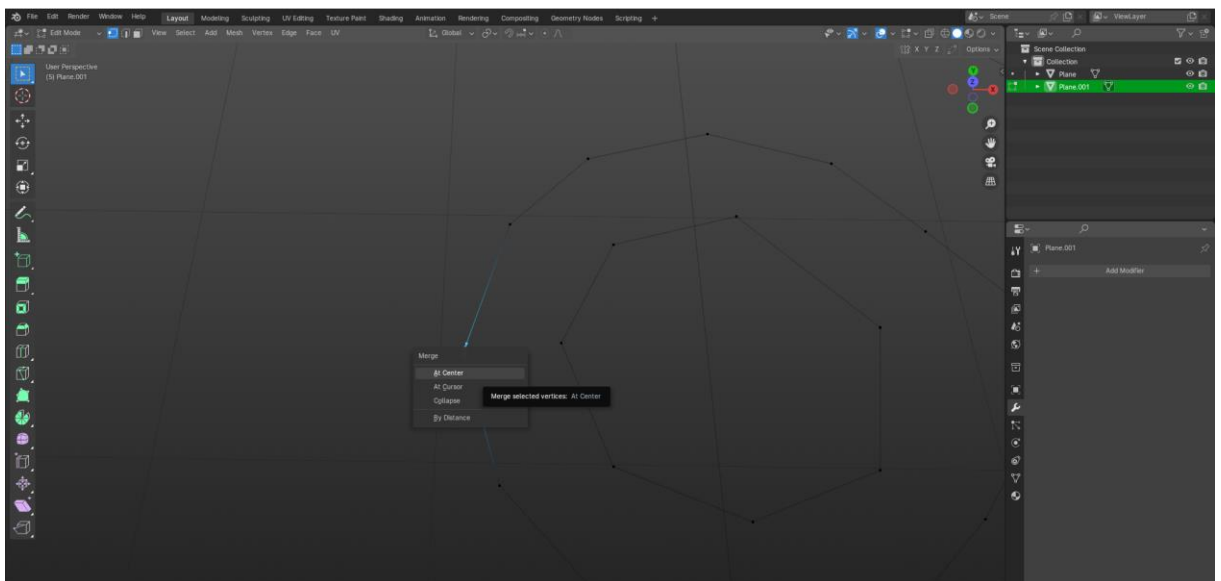 File Edit Render Window Help Layout Modeling Sculpting UV Editing Texture Paint Shading Animation Rendering Compositing Geometry Nodes Scripting + Scene ViewLayer
Edit Mode View Select Add Mesh Vertex Edge Face UV Global
X Y Z Options
User Perspective
(5) Plane.001
Y
Z
X
Merge
At Center
At Cursor
Collapse
By Distance
Merge selected vertices: At Center
Scene Collection
Collection
Plane
Plane.001
Plane.001
+ Add Modifier